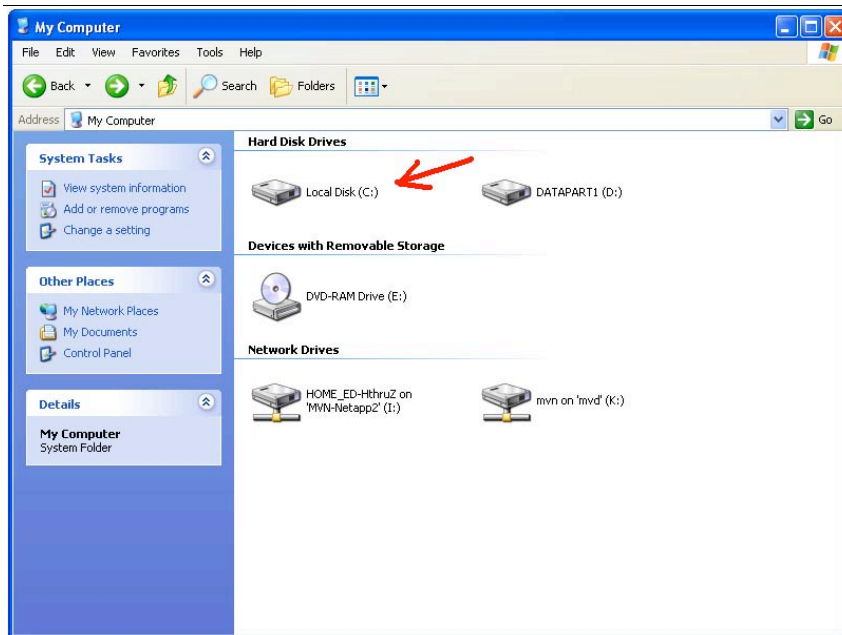 My Computer
File Edit View Favorites Tools Help
Back Search Folders
Address My Computer Go
System Tasks
View system information
Add or remove programs
Change a setting
Other Places
My Network Places
My Documents
Control Panel
Details
My Computer
System Folder
Hard Disk Drives
Local Disk (C:) DATAPART1 (D:)
Devices with Removable Storage
DVD-RAM Drive (E:)
Network Drives
HOME_ED-HthruZ on
'MVN-Netapp2' (I:)
mvn on 'mvd' (K:)